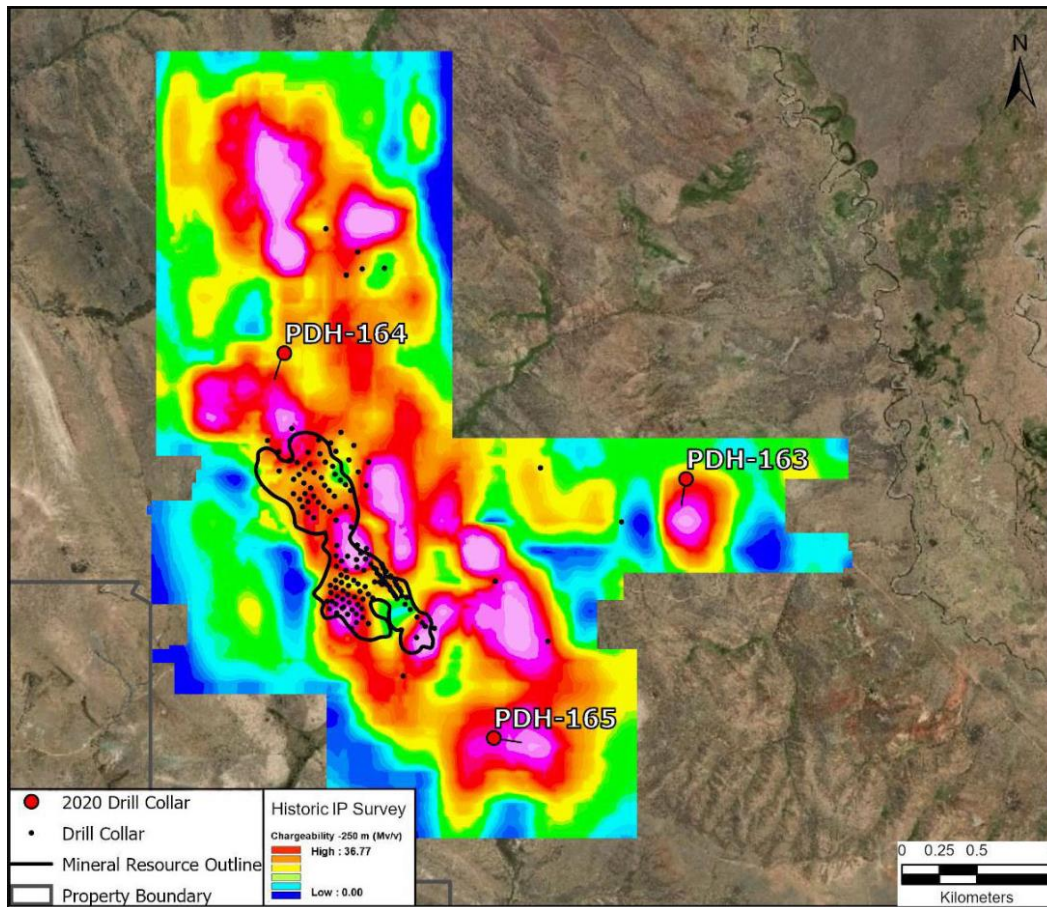 N
PDH-164
PDH-163
PDH-165
2020 Drill Collar
Drill Collar
Mineral Resource Outline
Property Boundary
Historic IP Survey
Chargeability -250 m (Mv/v)
High : 36.77
Low : 0.00
0 0.25 0.5
Kilometers